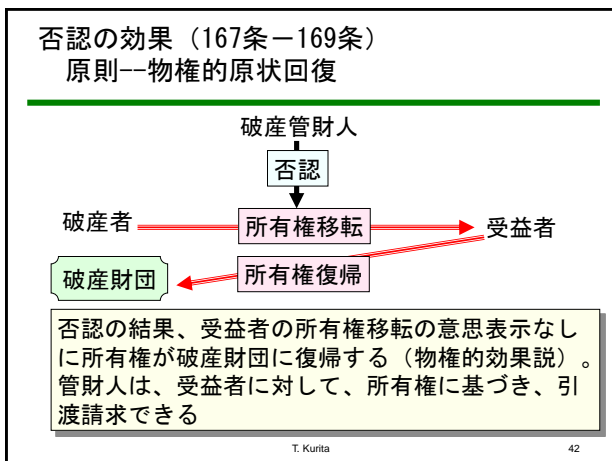 否認の効果（167条－169条）
原則--物権的原状回復
破産管財人
否認
破産者
所有権移転
受益者
破産財団
所有権復帰
否認の結果、受益者の所有権移転の意思表示なし
に所有権が破産財団に復帰する（物権的効果説）。
管財人は、受益者に対して、所有権に基づき、引
渡請求できる
T. Kurita
42